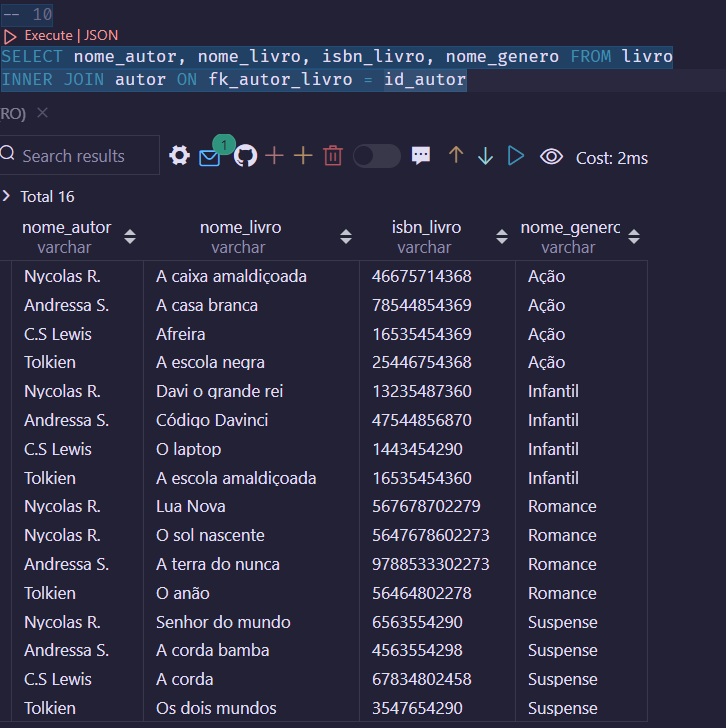 -- 10
Execute | JSON
SELECT nome_autor, nome_livro, isbn_livro, nome_genero FROM livro
INNER JOIN autor ON fk_autor_livro = id_autor
RO) ×
Search results 1 Cost: 2ms
Total 16
nome_autor nome_livro isbn_livro nome_genero
varchar varchar varchar varchar
Nycolas R. A caixa amaldiçoada 46675714368 Ação
Andressa S. A casa branca 78544854369 Ação
C.S Lewis Afreira 16535454369 Ação
Tolkien A escola negra 25446754368 Ação
Nycolas R. Davi o grande rei 13235487360 Infantil
Andressa S. Código Davinci 47544856870 Infantil
C.S Lewis O laptop 1443454290 Infantil
Tolkien A escola amaldiçoada 16535454360 Infantil
Nycolas R. Lua Nova 567678702279 Romance
Nycolas R. O sol nascente 5647678602273 Romance
Andressa S. A terra do nunca 9788533302273 Romance
Tolkien O anão 56464802278 Romance
Nycolas R. Senhor do mundo 6563554290 Suspense
Andressa S. A corda bamba 4563554298 Suspense
C.S Lewis A corda 67834802458 Suspense
Tolkien Os dois mundos 3547654290 Suspense